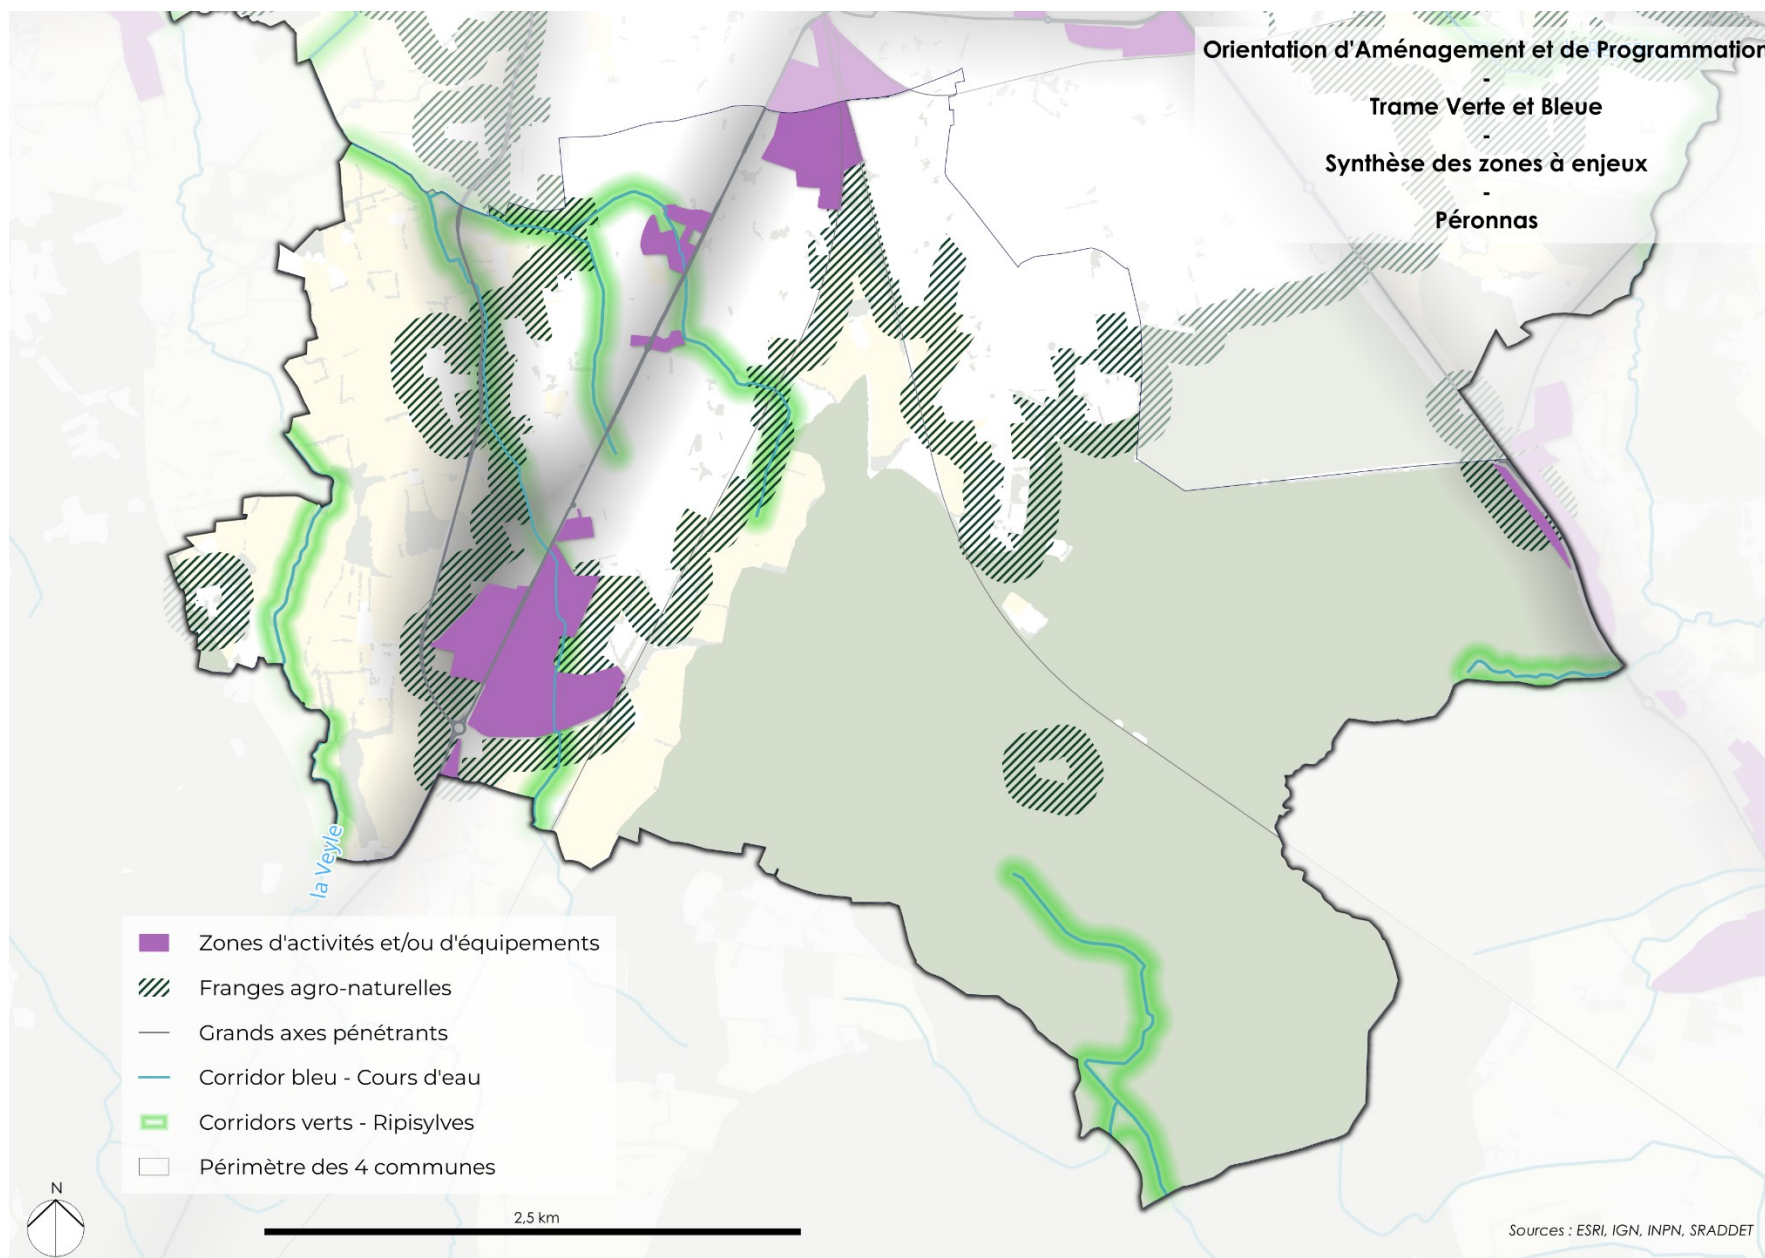 Orientation d'Aménagement et de Programmation
-
Trame Verte et Bleue
-
Synthèse des zones à enjeux
-
Péronnas
la Veyle
Zones d'activités et/ou d'équipements
Franges agro-naturelles
Grands axes pénétrants
Corridor bleu - Cours d'eau
Corridors verts - Ripisylves
Périmètre des 4 communes
N
2,5 km
Sources : ESRI, IGN, INPN, SRADDET